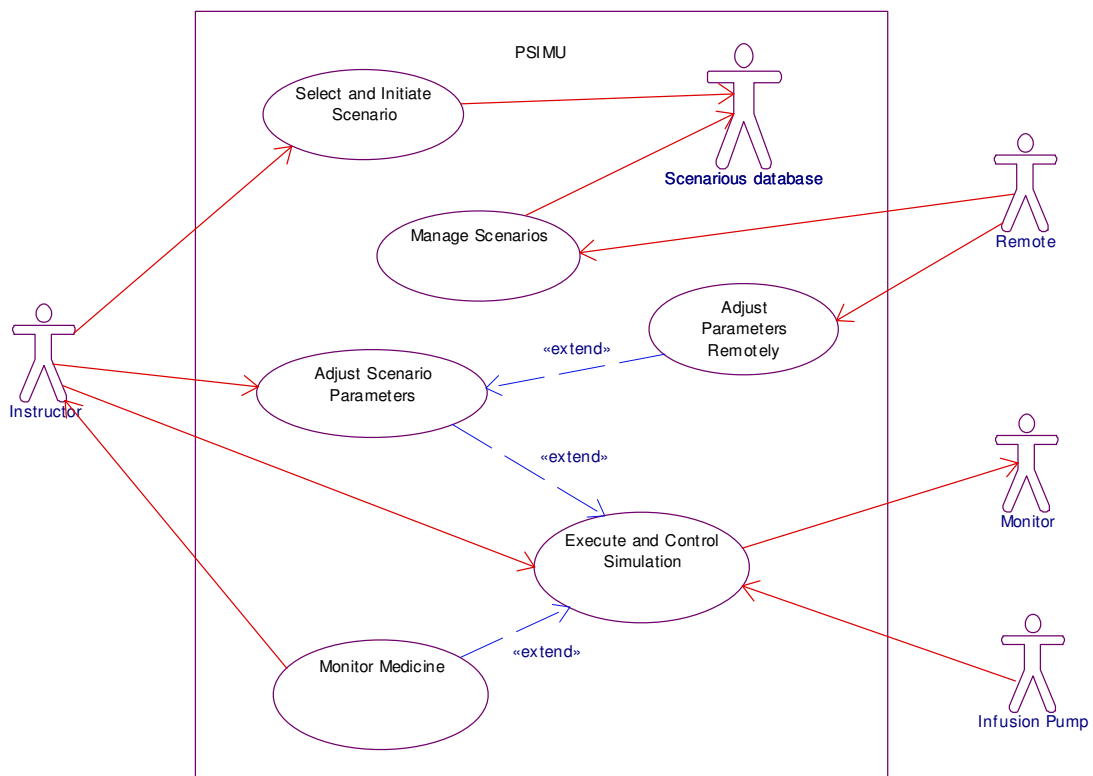 PSIMU
Select and Initiate
Scenario
Scenarious database
Manage Scenarios
Remote
Adjust
Parameters
Remotely
«extend»
Adjust Scenario
Parameters
Instructor
«extend»
Monitor
Execute and Control
Simulation
«extend»
Monitor Medicine
Infusion Pump